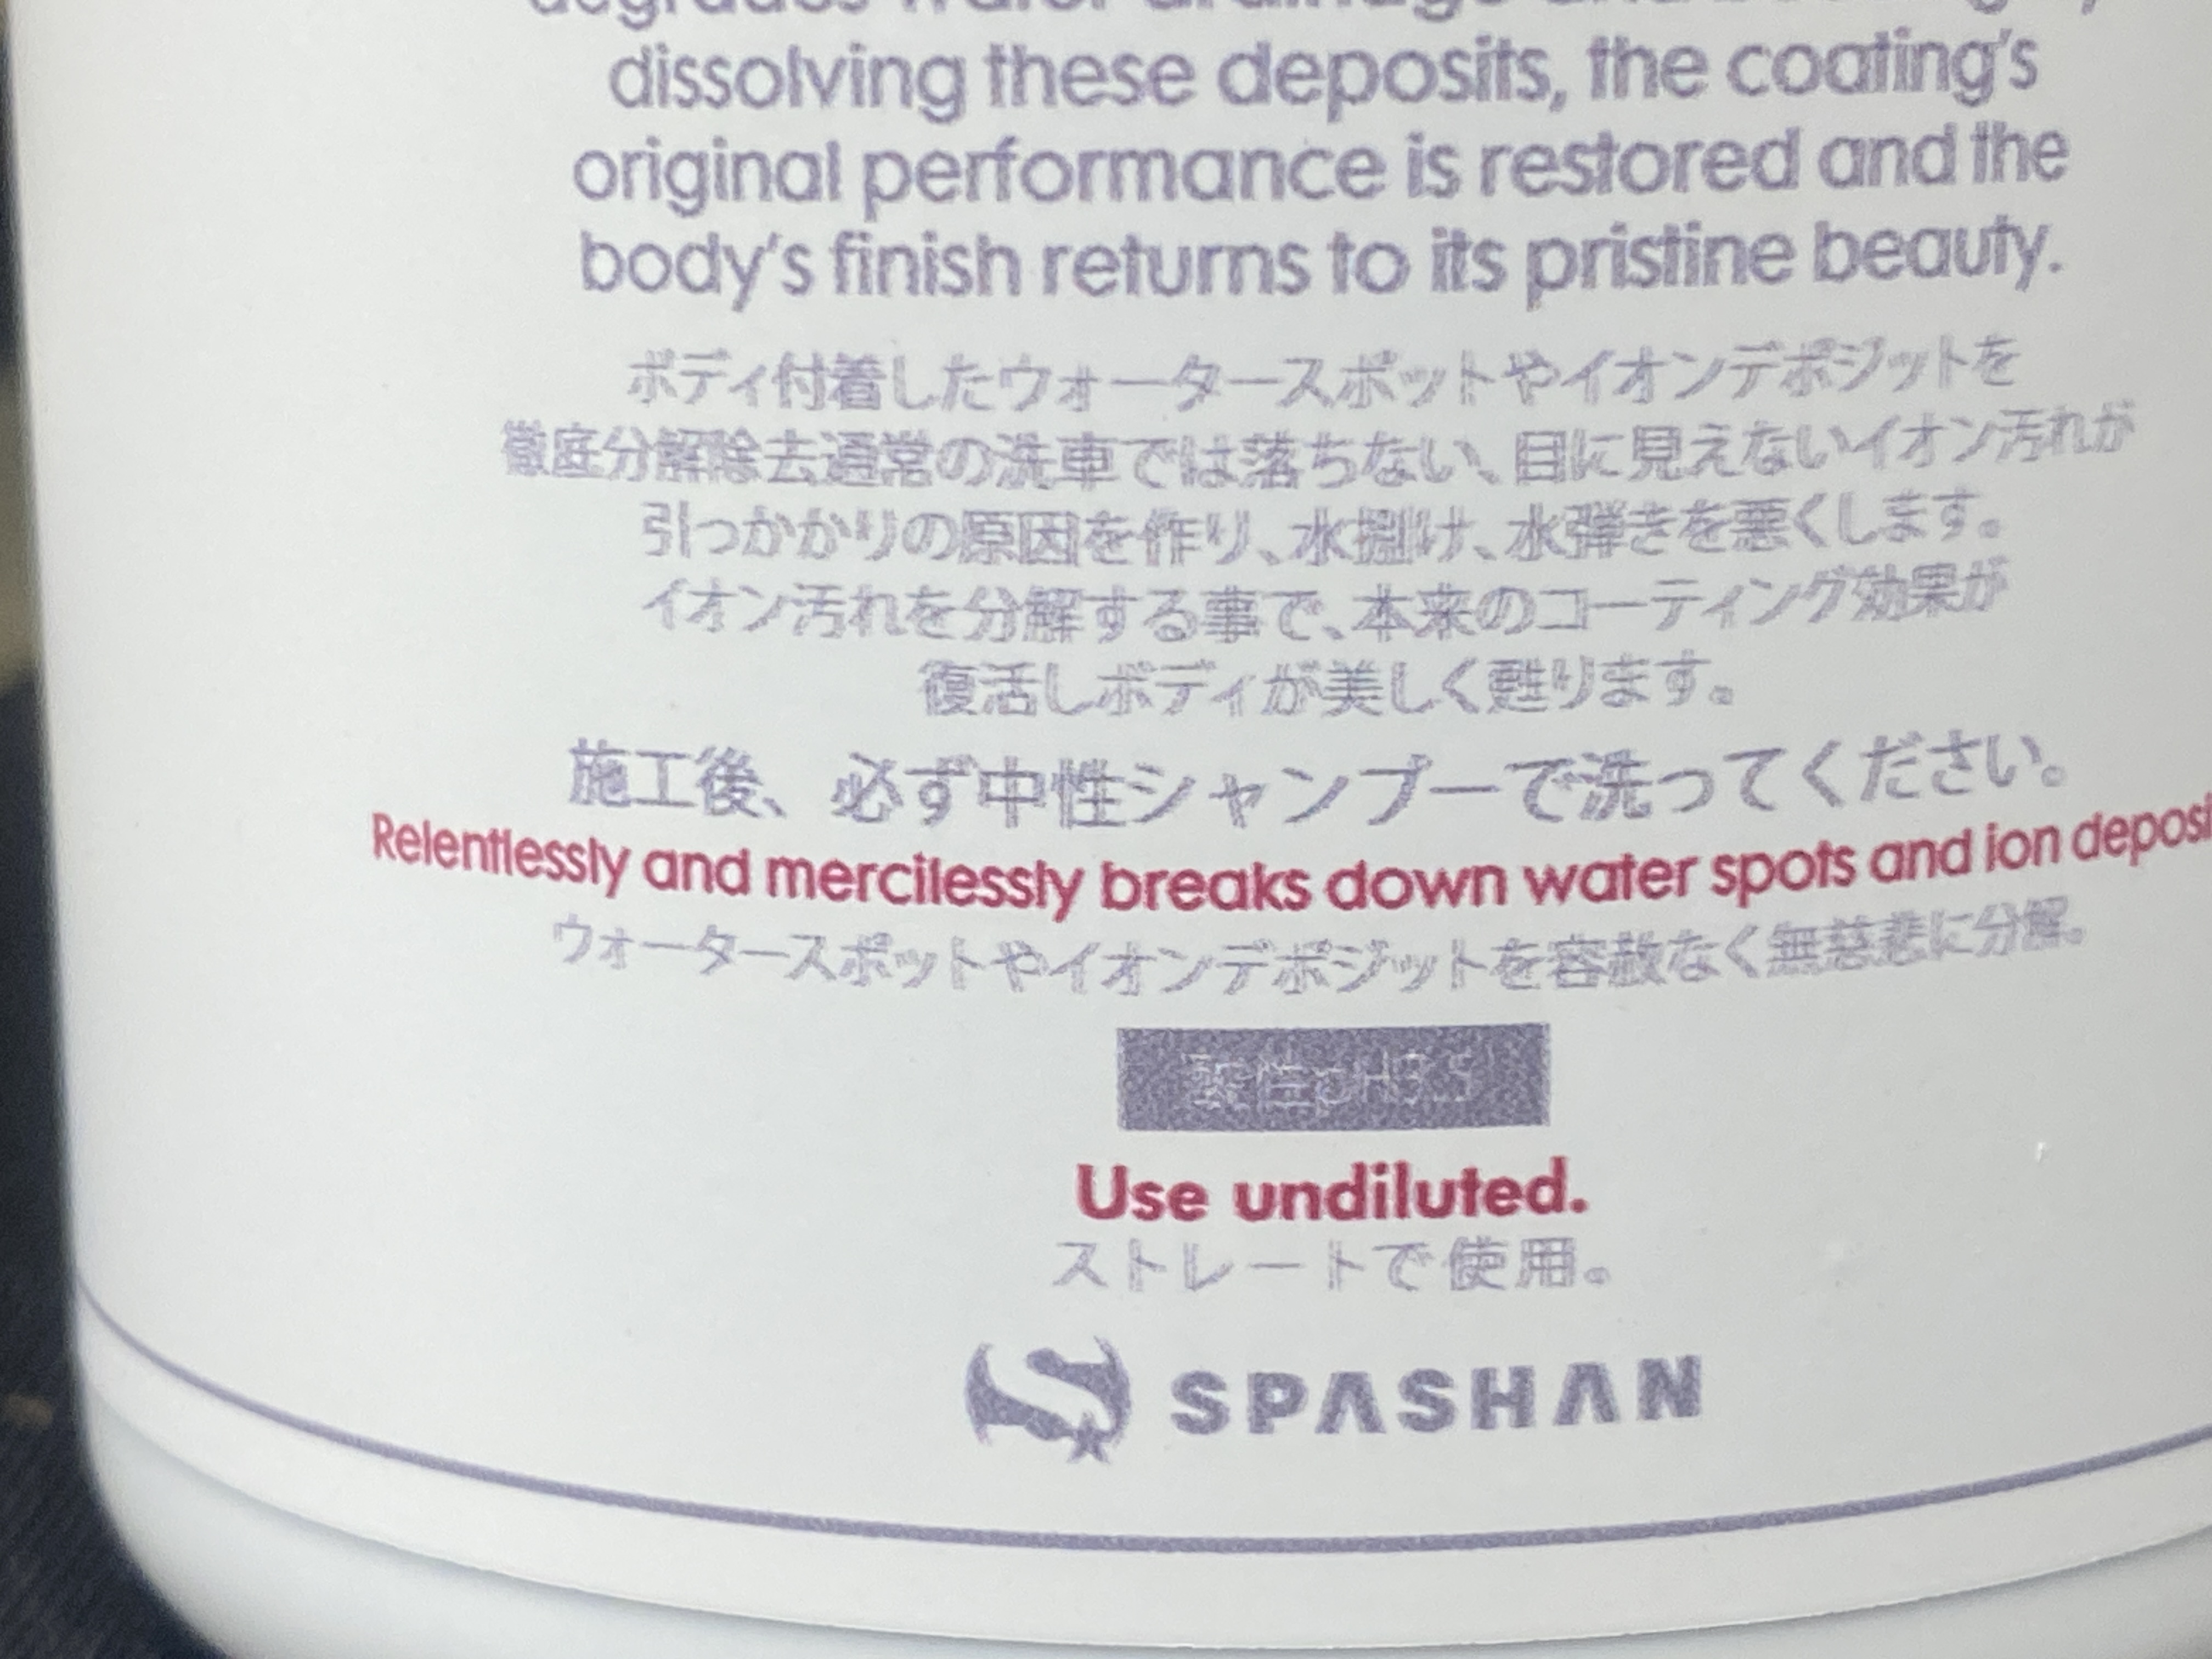 dissolving these deposits, the coating's
original performance is restored and the
body's finish returns to its pristine beauty.
ボディ付着したウォータースポットやイオンデポジットを
徹底分解除去通常の洗車では落ちない、目に見えないイオン汚れが
引っかかりの原因を作り、水捌け、水弾きを悪くします。
イオン汚れを分解する事で、本来のコーティング効果が
復活しボディが美しく甦ります。
施工後、必ず中性シャンプーで洗ってください。
Relentlessly and mercilessly breaks down water spots and ion
ウォータースポットやイオンデポジットを容赦なく無慈悲に分解。
Use undiluted.
ストレートで使用。
SPASHAN